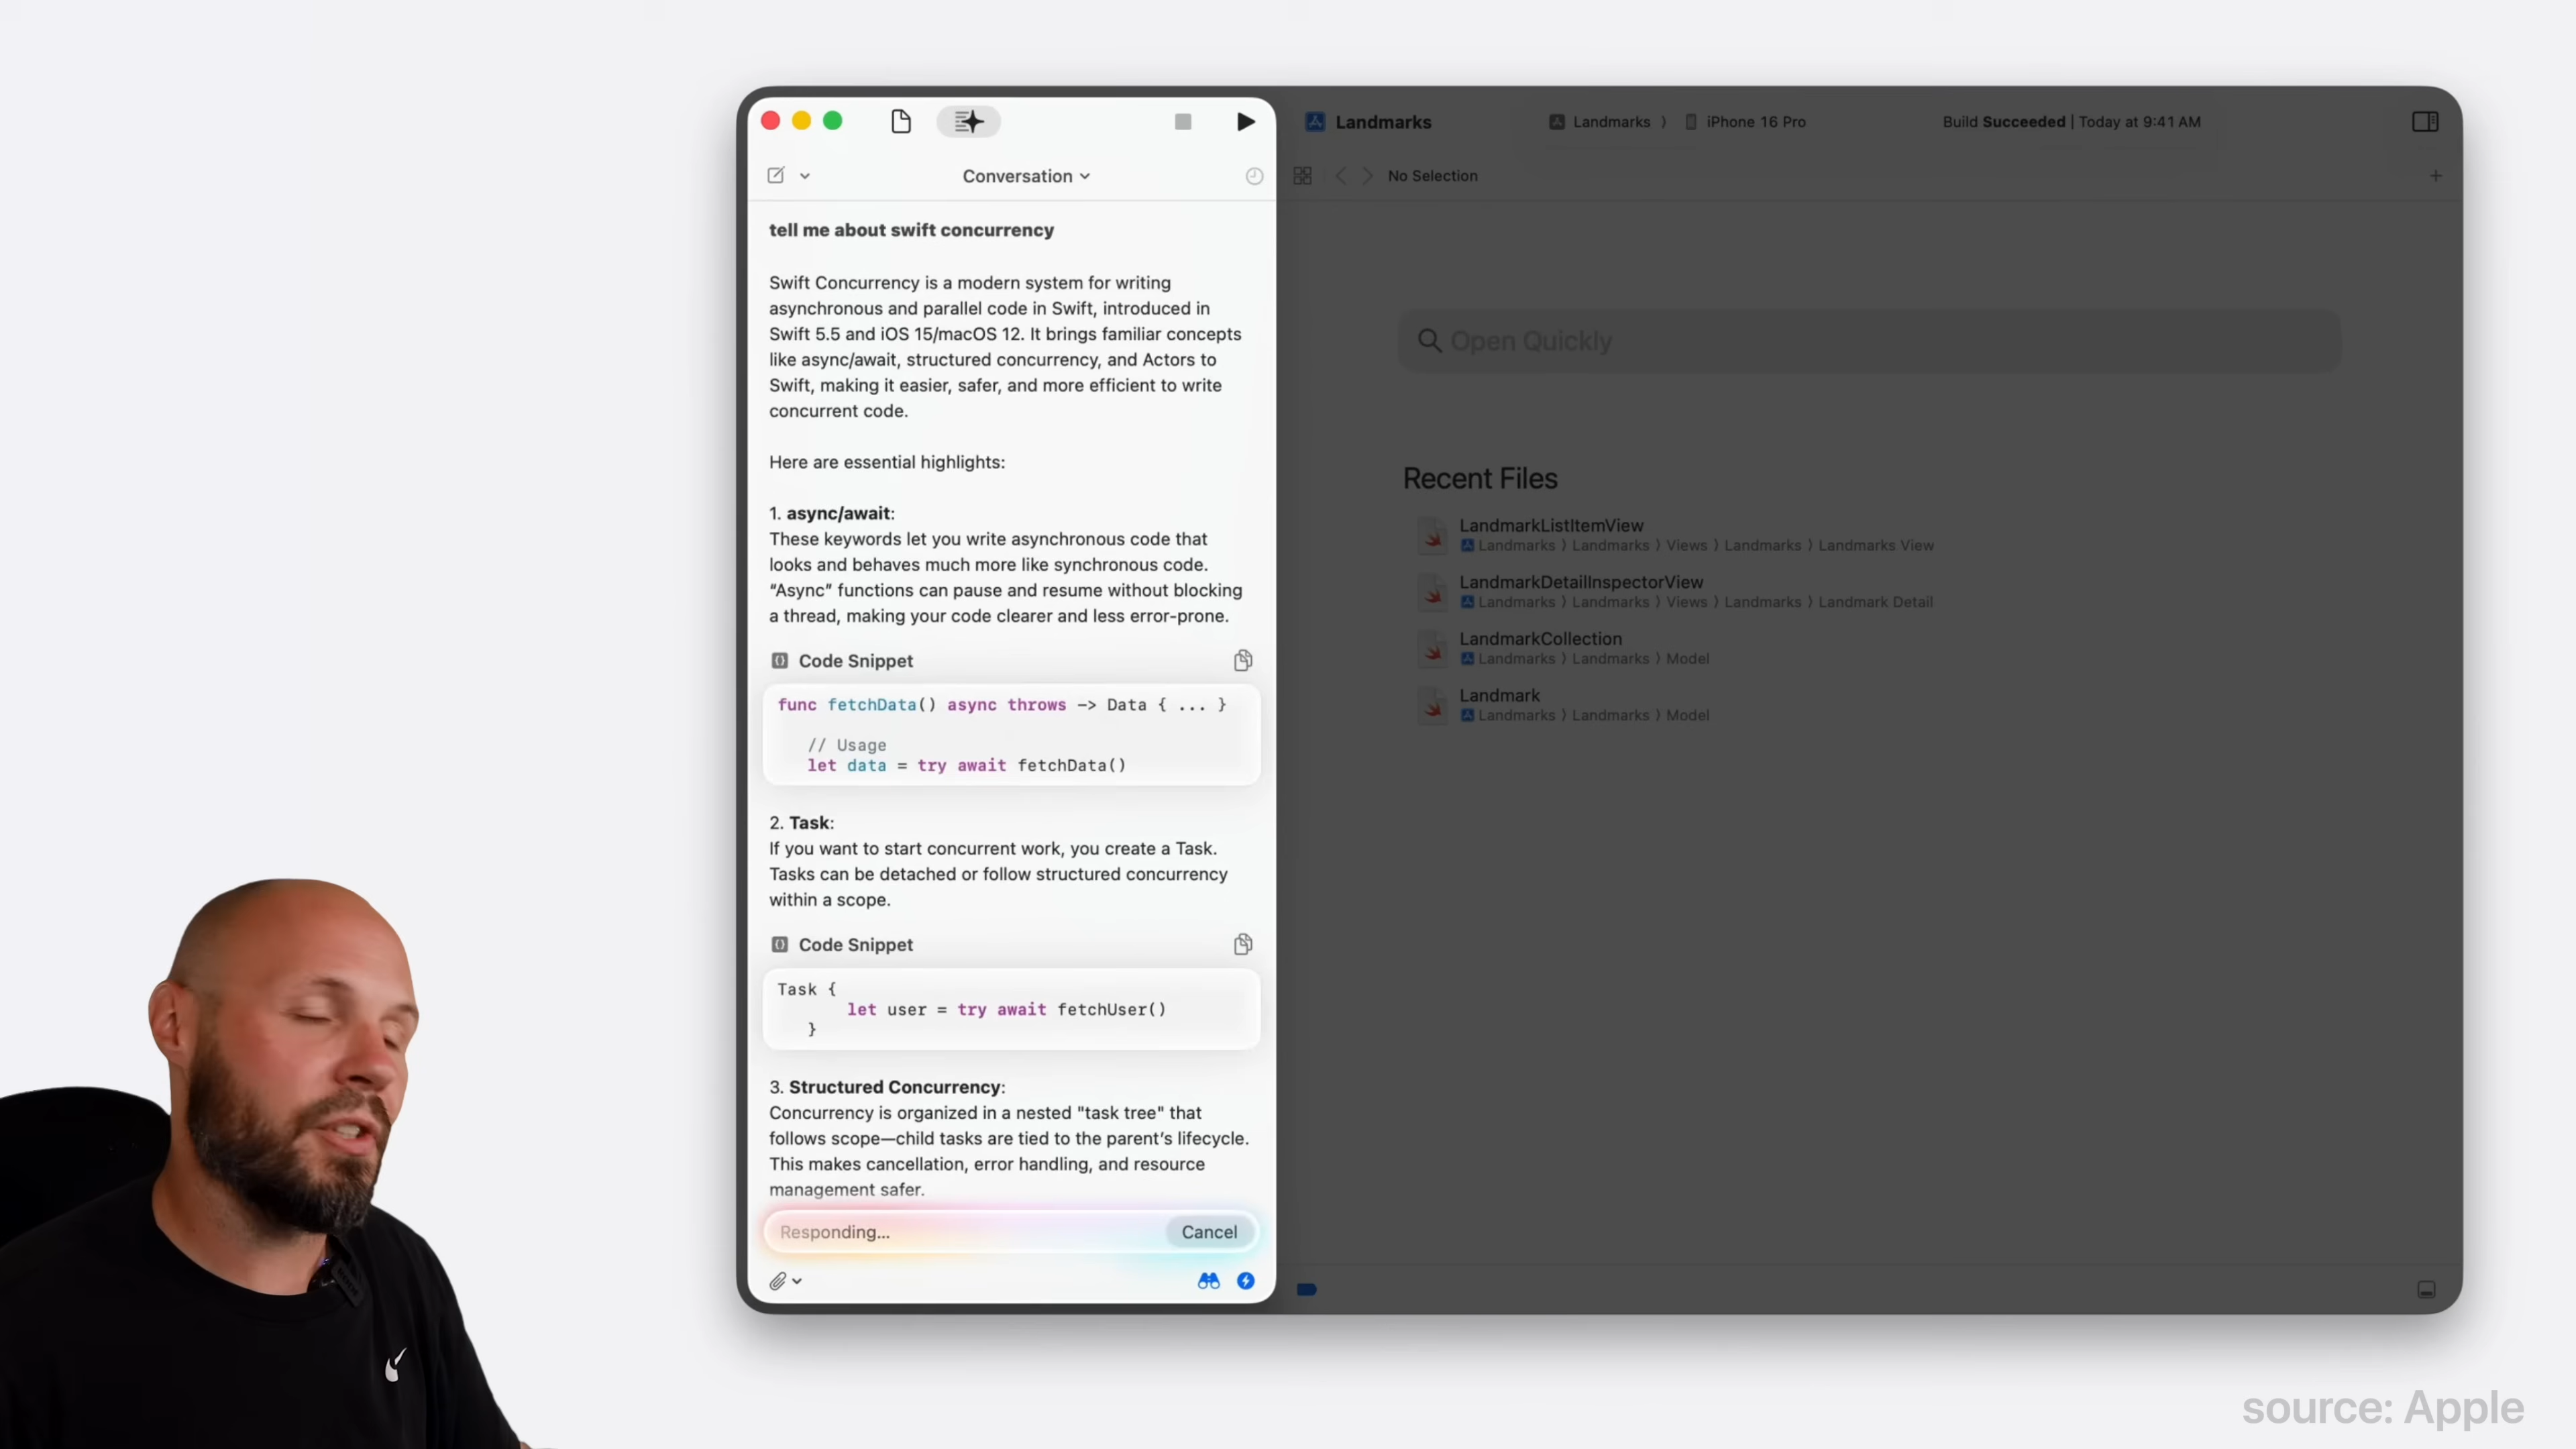 Landmarks
Landmarks
iPhone 16 Pro
Build Succeeded | Today at 9:41 AM
Conversation
No Selection
tell me about swift concurrency
Swift Concurrency is a modern system for writing
asynchronous and parallel code in Swift, introduced in
Swift 5.5 and iOS 15/macOS 12. It brings familiar concepts
like async/await, structured concurrency, and Actors to
Swift, making it easier, safer, and more efficient to write
concurrent code.
Here are essential highlights:
1. async/await:
These keywords let you write asynchronous code that
looks and behaves much more like synchronous code.
“Async” functions can pause and resume without blocking
a thread, making your code clearer and less error-prone.
Code Snippet
func fetchData() async throws -> Data { ... }
// Usage
let data = try await fetchData()
2. Task:
If you want to start concurrent work, you create a Task.
Tasks can be detached or follow structured concurrency
within a scope.
Code Snippet
Task {
let user = try await fetchUser()
}
3. Structured Concurrency:
Concurrency is organized in a nested "task tree" that
follows scope—child tasks are tied to the parent’s lifecycle.
This makes cancellation, error handling, and resource
management safer.
Responding...
Cancel
Open Quickly
Recent Files
LandmarkListItemView
Landmarks 〉 Landmarks 〉 Views 〉 Landmarks 〉 Landmarks View
LandmarkDetailInspectorView
Landmarks 〉 Landmarks 〉 Views 〉 Landmarks 〉 Landmark Detail
LandmarkCollection
Landmarks 〉 Landmarks 〉 Model
Landmark
Landmarks 〉 Landmarks 〉 Model
source: Apple